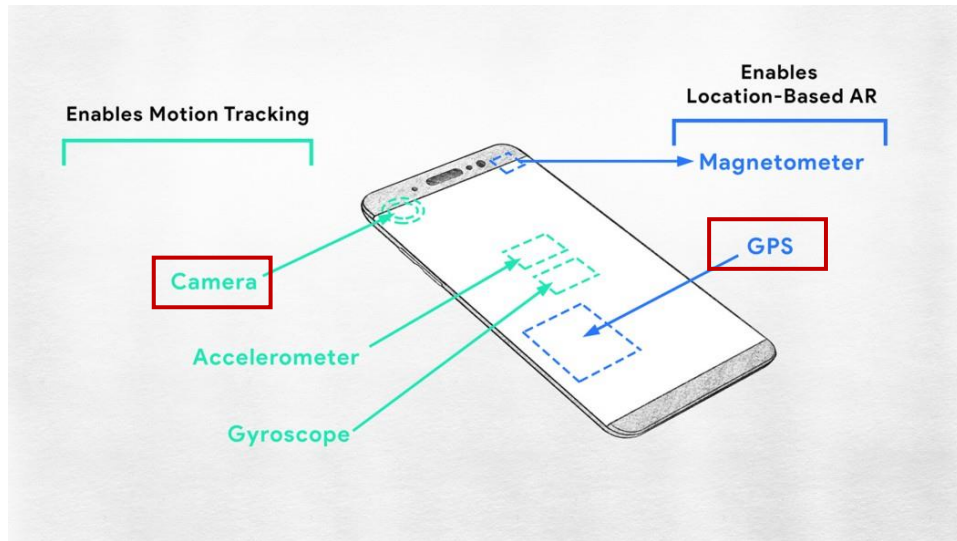 Enables Motion Tracking
Enables
Location-Based AR
Magnetometer
GPS
Camera
Accelerometer
Gyroscope